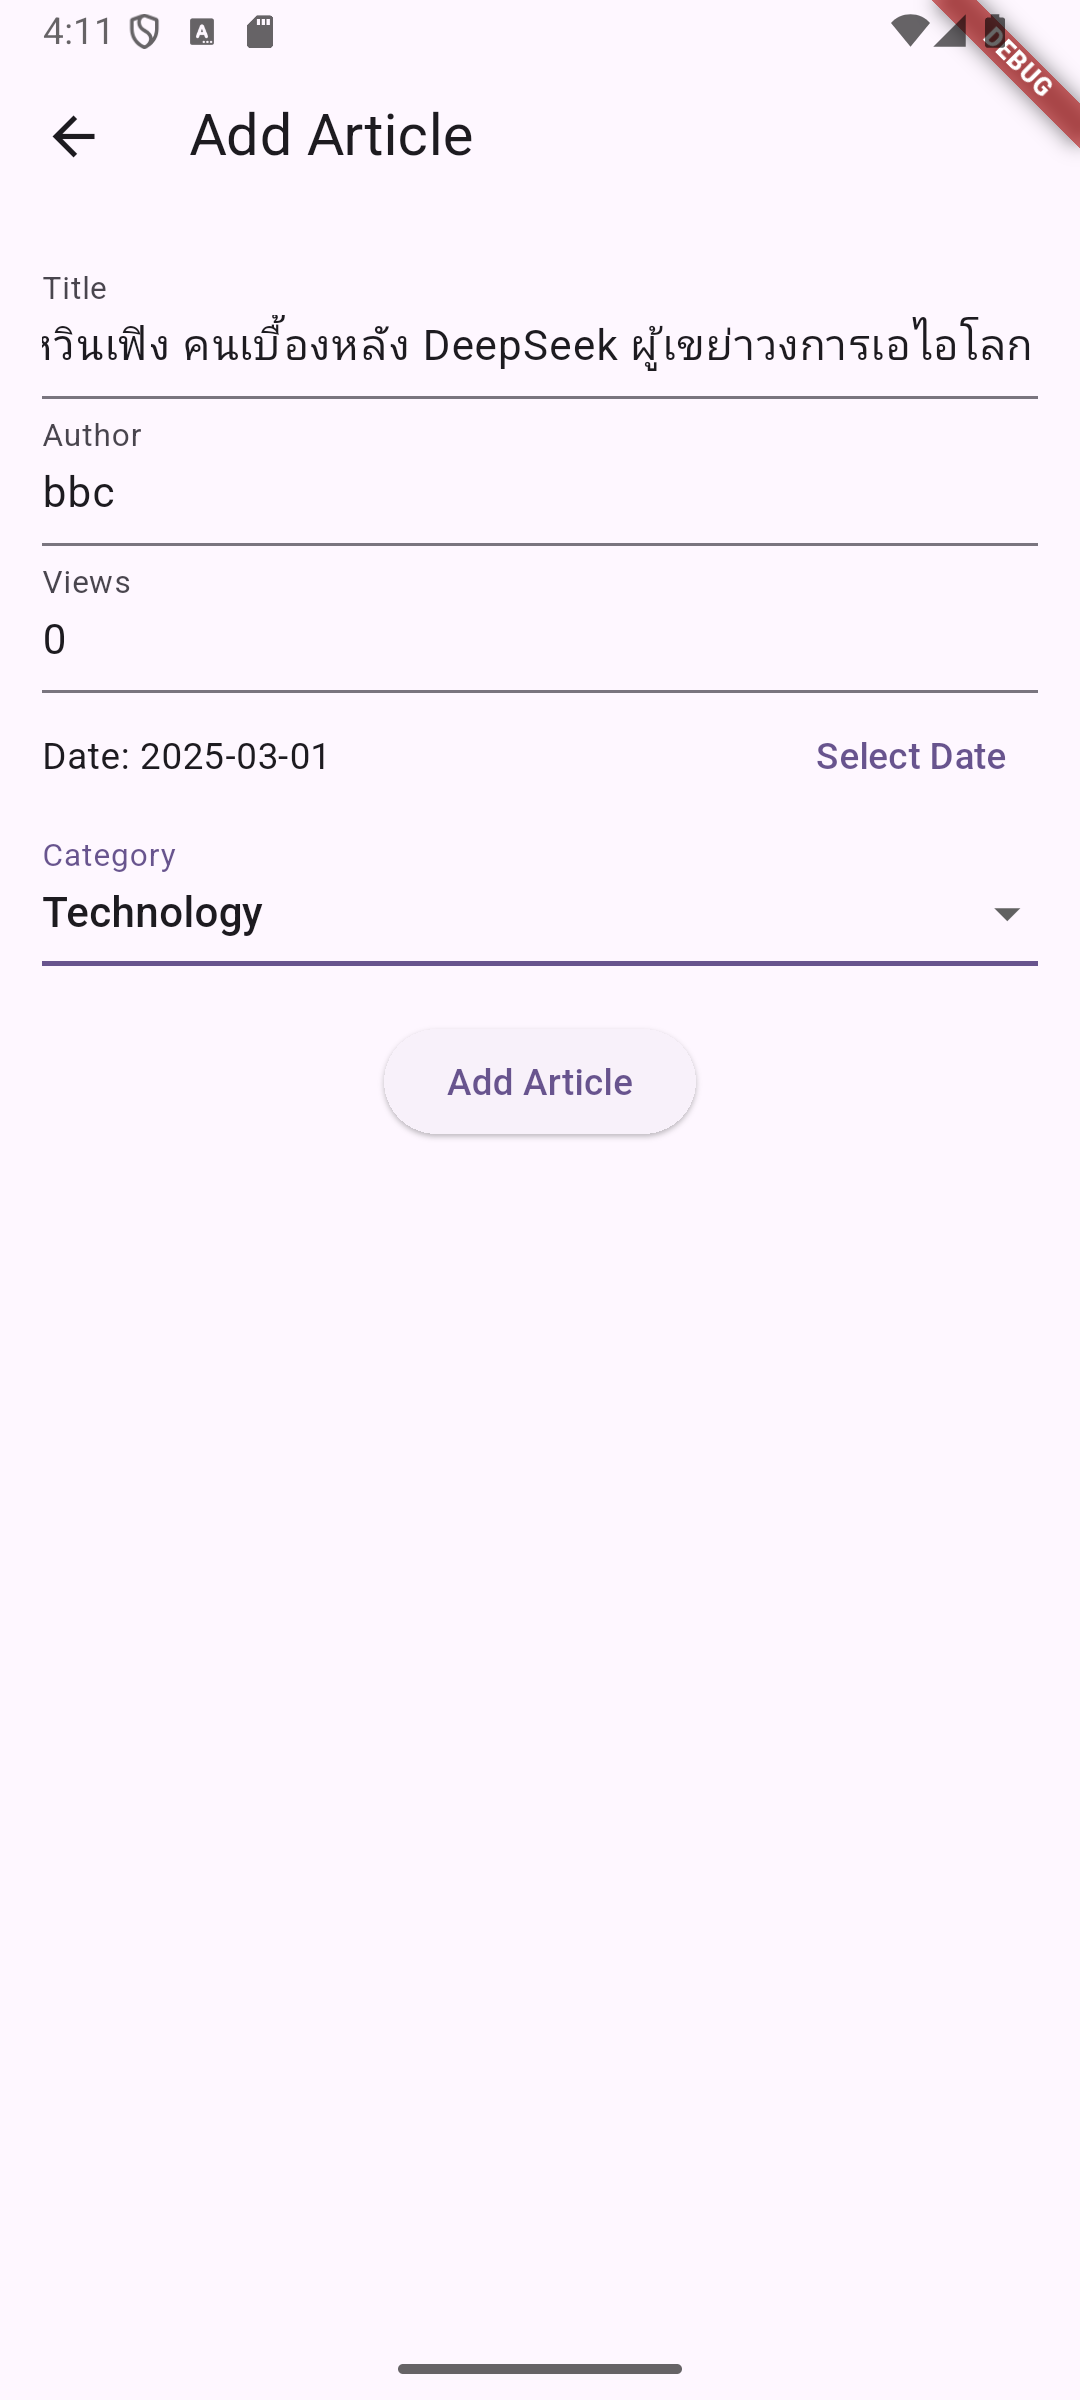 4:11
DEBUG
Add Article
Title
หวินเฟิง คนเบื้องหลัง DeepSeek ผู้เขย่าวงการเอไอโลก
Author
bbc
Views
0
Date: 2025-03-01
Select Date
Category
Technology
Add Article